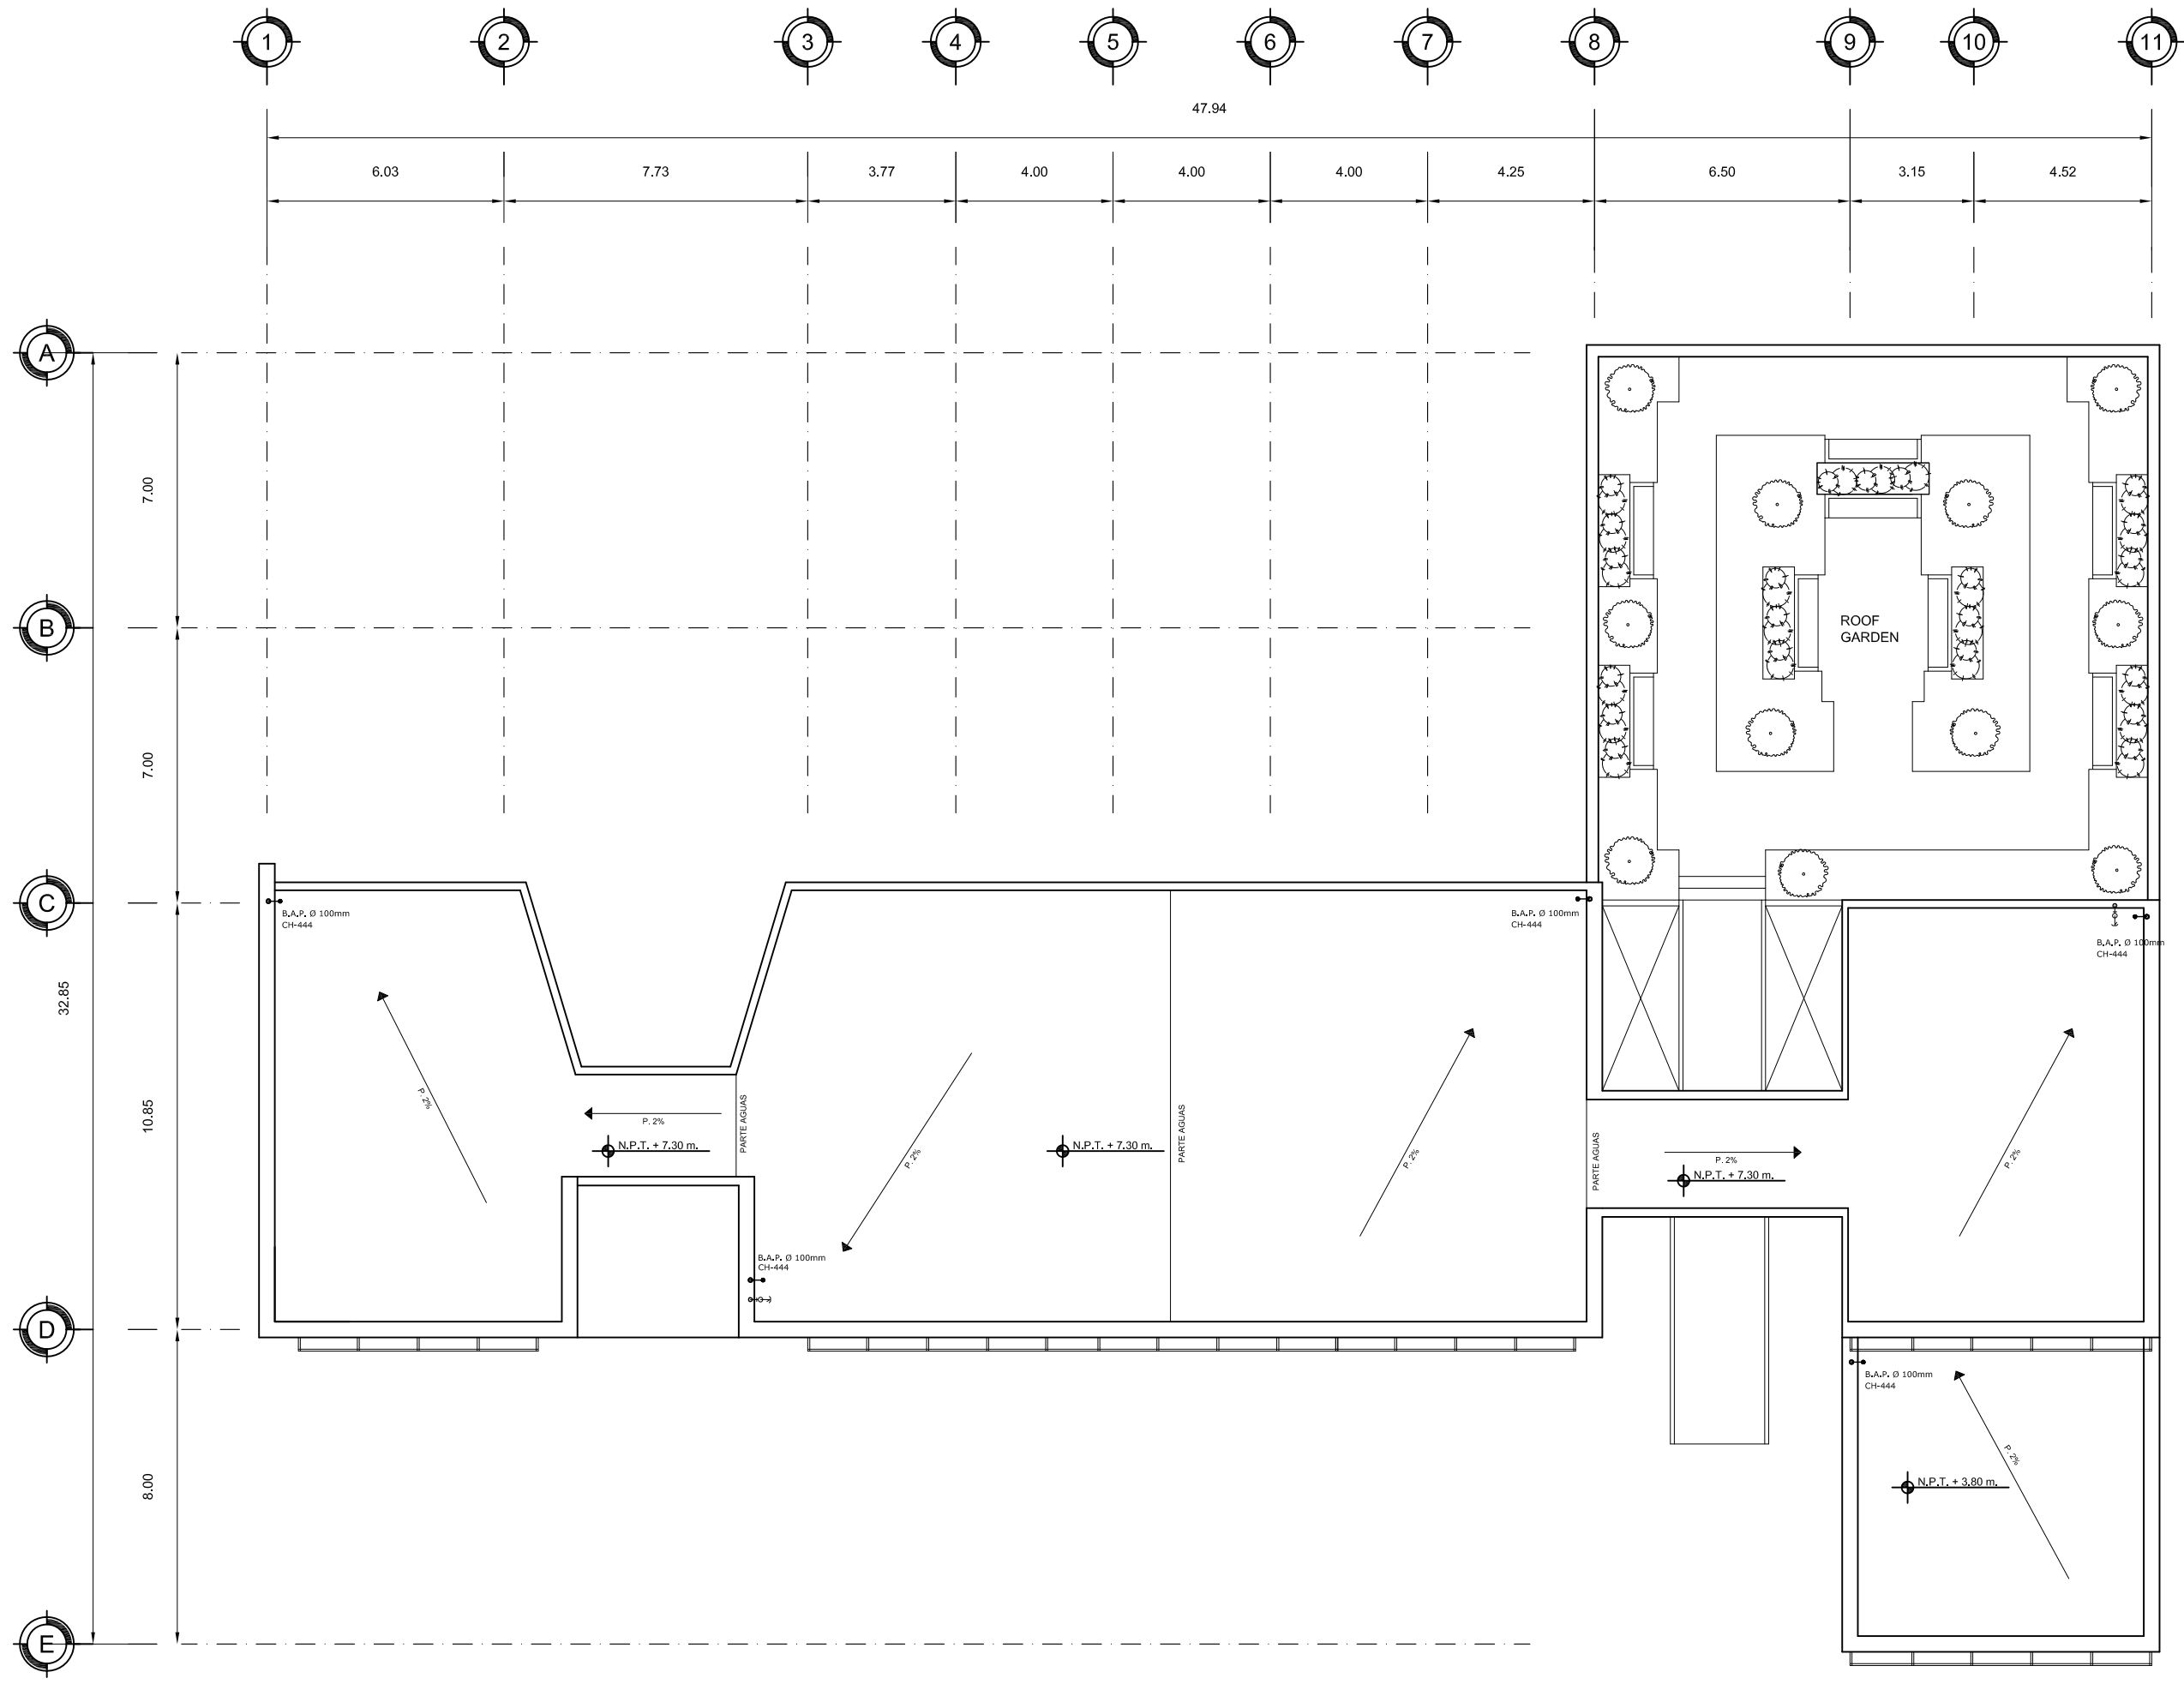 1 2 3 4 5 6 7 8 9 10 11
47.94
6.03 7.73 3.77 4.00 4.00 4.00 4.25 6.50 3.15 4.52
A
7.00
B
ROOF
GARDEN
7.00
C
B.A.P. Ø 100mm
CH-444
B.A.P. Ø 100mm
CH-444
B.A.P. Ø 100mm
CH-444
32.85
10.85
P. 2%
P. 2%
PARTE AGUAS
N.P.T. + 7.30 m.
P. 2%
N.P.T. + 7.30 m.
PARTE AGUAS
P. 2%
PARTE AGUAS
P. 2%
N.P.T. + 7.30 m.
P. 2%
B.A.P. Ø 100mm
CH-444
D
B.A.P. Ø 100mm
CH-444
8.00
P. 2%
N.P.T. + 3.80 m.
E